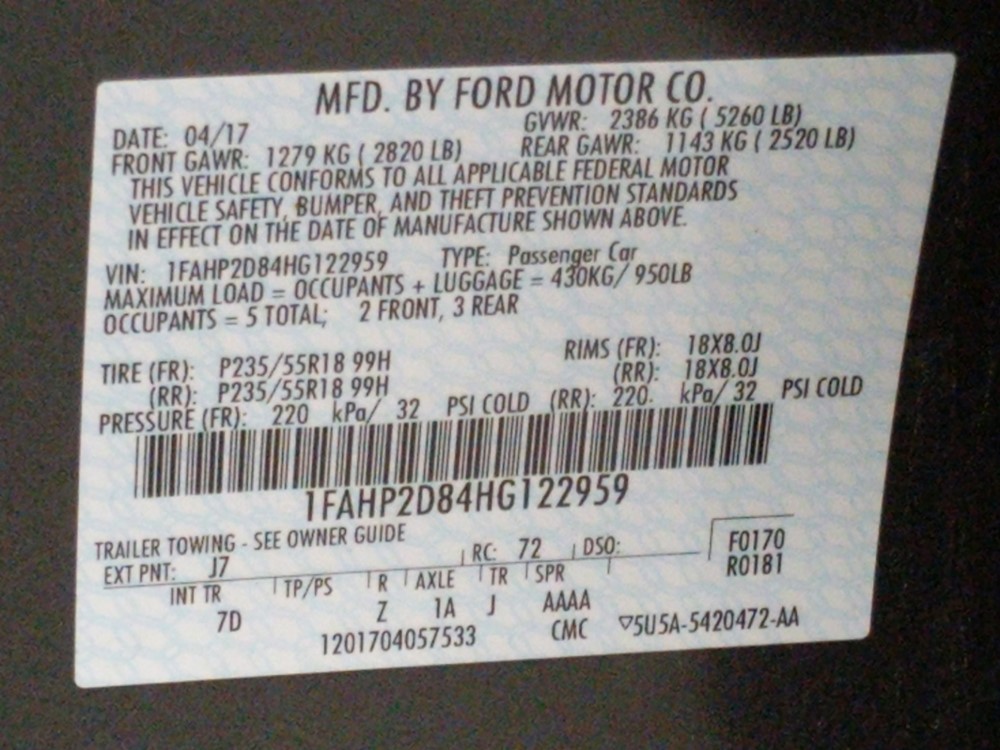 MFD. BY FORD MOTOR CO.
DATE: 04/17 GVWR: 2386 KG ( 5260 LB)
FRONT GAWR: 1279 KG ( 2820 LB) REAR GAWR: 1143 KG ( 2520 LB)
THIS VEHICLE CONFORMS TO ALL APPLICABLE FEDERAL MOTOR
VEHICLE SAFETY, BUMPER, AND THEFT PREVENTION STANDARDS
IN EFFECT ON THE DATE OF MANUFACTURE SHOWN ABOVE.
VIN: 1FAHP2D84HG122959 TYPE: Passenger Car
MAXIMUM LOAD = OCCUPANTS + LUGGAGE = 430KG/ 950LB
OCCUPANTS = 5 TOTAL; 2 FRONT, 3 REAR
TIRE (FR): P235/55R18 99H RIMS (FR): 18X8.0J
(RR): P235/55R18 99H (RR): 18X8.0J
PRESSURE (FR): 220 kPa/ 32 PSI COLD (RR): 220. kPa/ 32 PSI COLD
1FAHP2D84HG122959
TRAILER TOWING - SEE OWNER GUIDE
EXT PNT: J7 RC: 72 DSO: F0170
R0181
INT TR TP/PS R AXLE TR SPR
7D Z 1A J AAAA
1201704057533 CMC ▽5U5A-5420472-AA